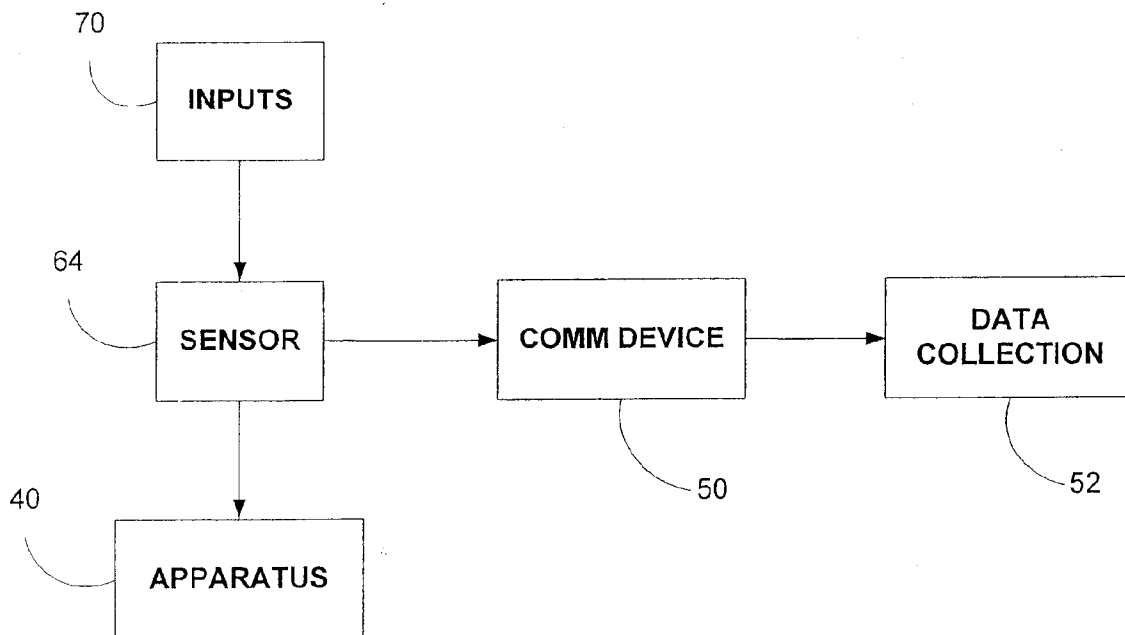 70
INPUTS
64
SENSOR
COMM DEVICE
DATA
COLLECTION
50
52
40
APPARATUS